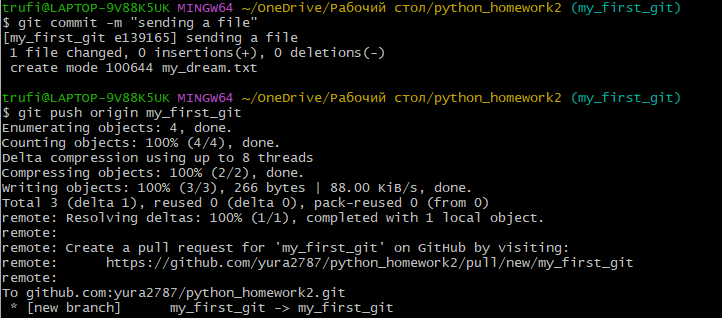 trufi@LAPTOP-9V88K5UK MINGW64 ~/OneDrive/Рабочий стол/python_homework2 (my_first_git)
$ git commit -m "sending a file"
[my_first_git e139165] sending a file
 1 file changed, 0 insertions(+), 0 deletions(-)
 create mode 100644 my_dream.txt

trufi@LAPTOP-9V88K5UK MINGW64 ~/OneDrive/Рабочий стол/python_homework2 (my_first_git)
$ git push origin my_first_git
Enumerating objects: 4, done.
Counting objects: 100% (4/4), done.
Delta compression using up to 8 threads
Compressing objects: 100% (2/2), done.
Writing objects: 100% (3/3), 266 bytes | 88.00 KiB/s, done.
Total 3 (delta 1), reused 0 (delta 0), pack-reused 0 (from 0)
remote: Resolving deltas: 100% (1/1), completed with 1 local object.
remote:
remote: Create a pull request for 'my_first_git' on GitHub by visiting:
remote:      https://github.com/yura2787/python_homework2/pull/new/my_first_git
remote:
To github.com:yura2787/python_homework2.git
 * [new branch]      my_first_git -> my_first_git